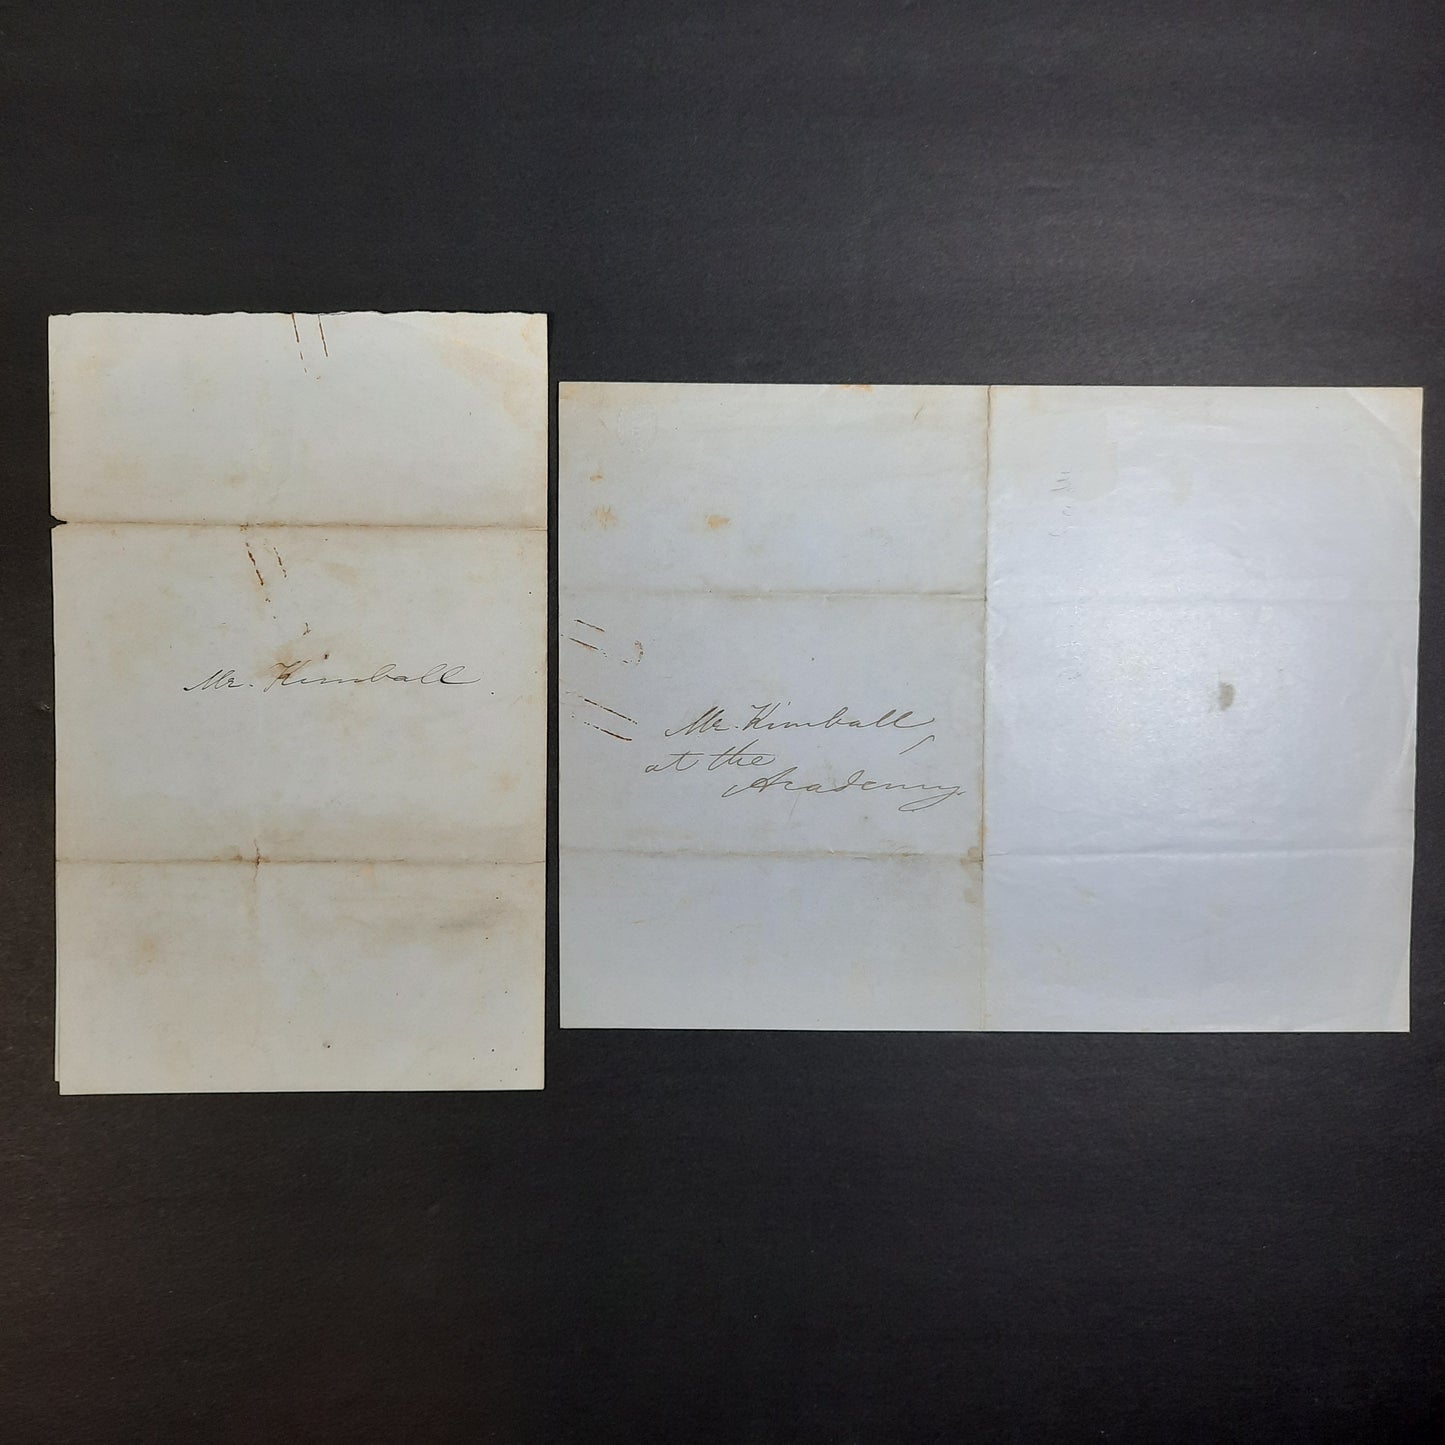 Mr. Kimball.
Mr. Kimball,
at the
Academy.